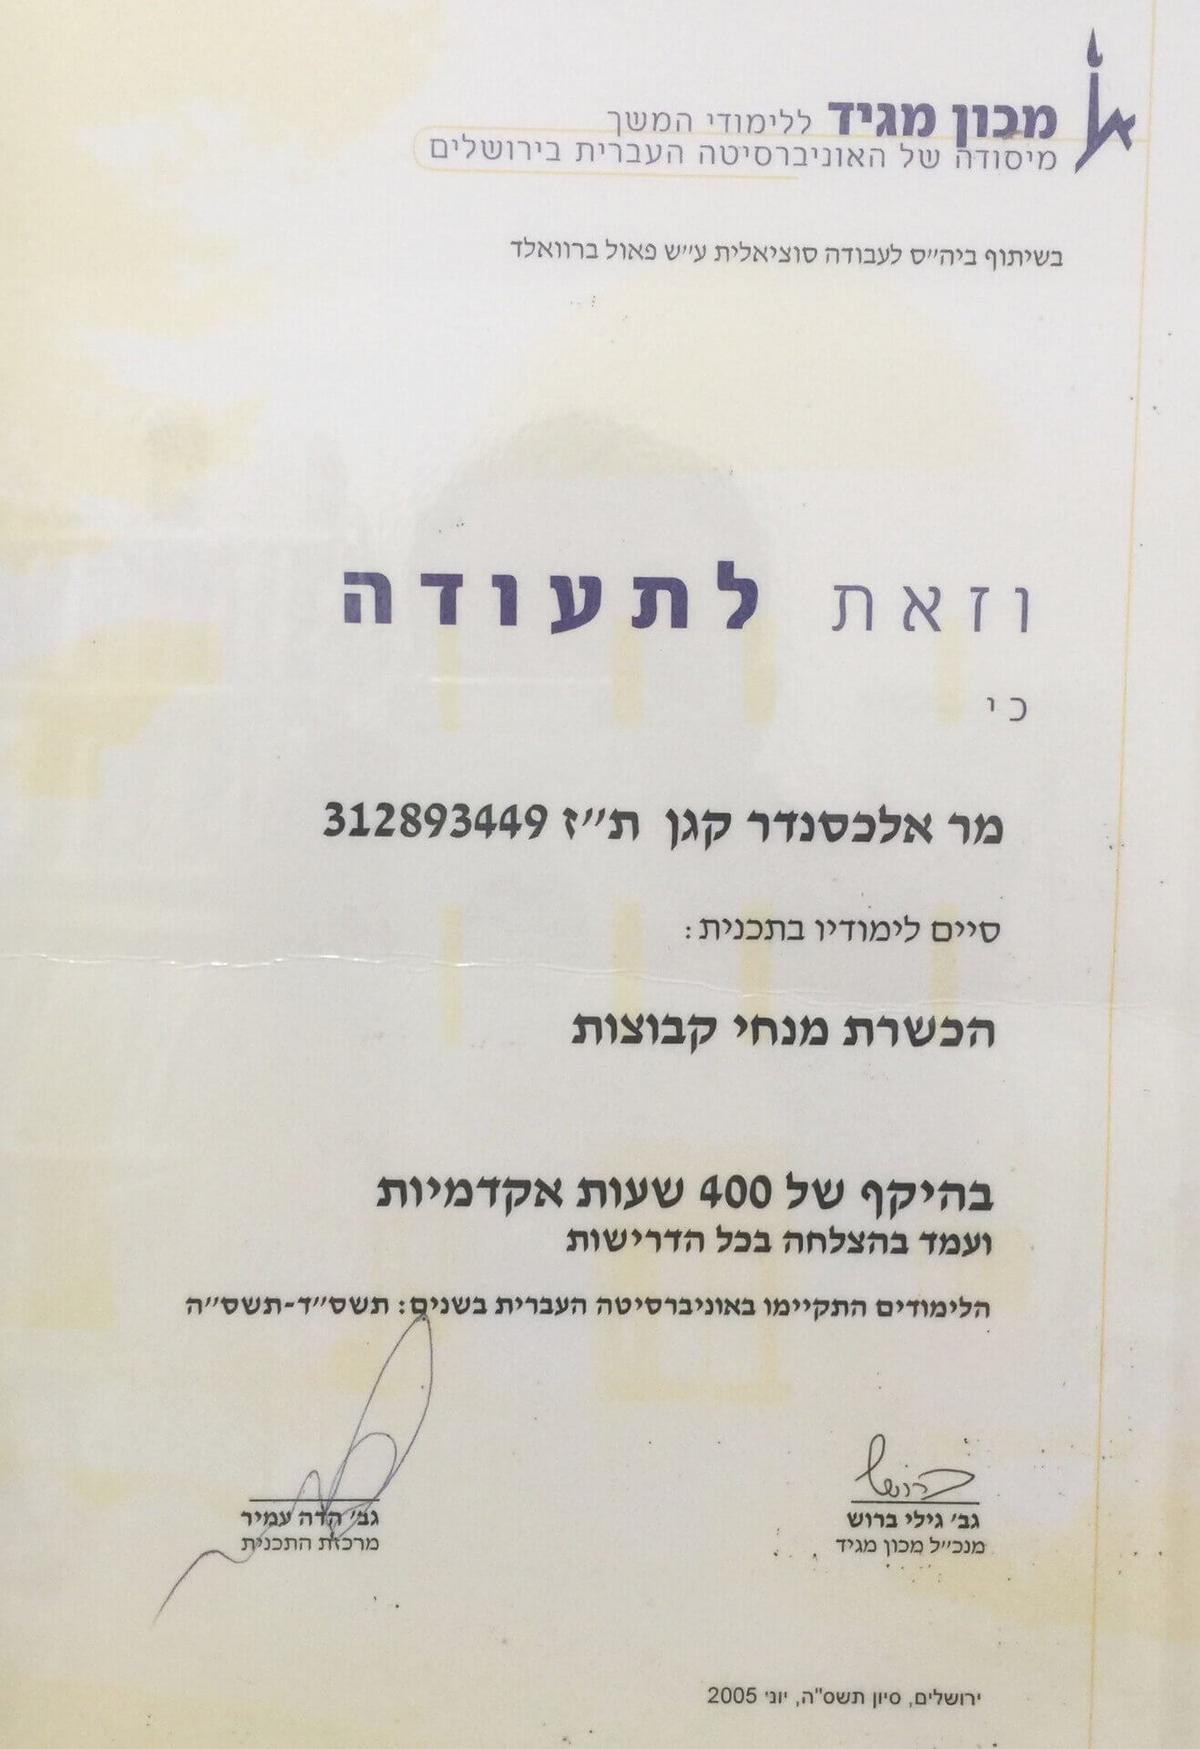 מכון מגיד ללימודי המשך
מיסודה של האוניברסיטה העברית בירושלים
בשיתוף ביה״ס לעבודה סוציאלית ע״ש פאול ברוואלד
וזאת לתעודה
כי
מר אלכסנדר קגן ת״ז 312893449
סיים לימודיו בתכנית:
הכשרת מנחי קבוצות
בהיקף של 400 שעות אקדמיות
ועמד בהצלחה בכל הדרישות
הלימודים התקיימו באוניברסיטה העברית בשנים: תשס״ד-תשס״ה
ברוש
גב׳ גילי ברוש
מנכ״ל מכון מגיד
גב׳ הדה עמיר
מרכזת התכנית
ירושלים, סיון תשס"ה, יוני 2005